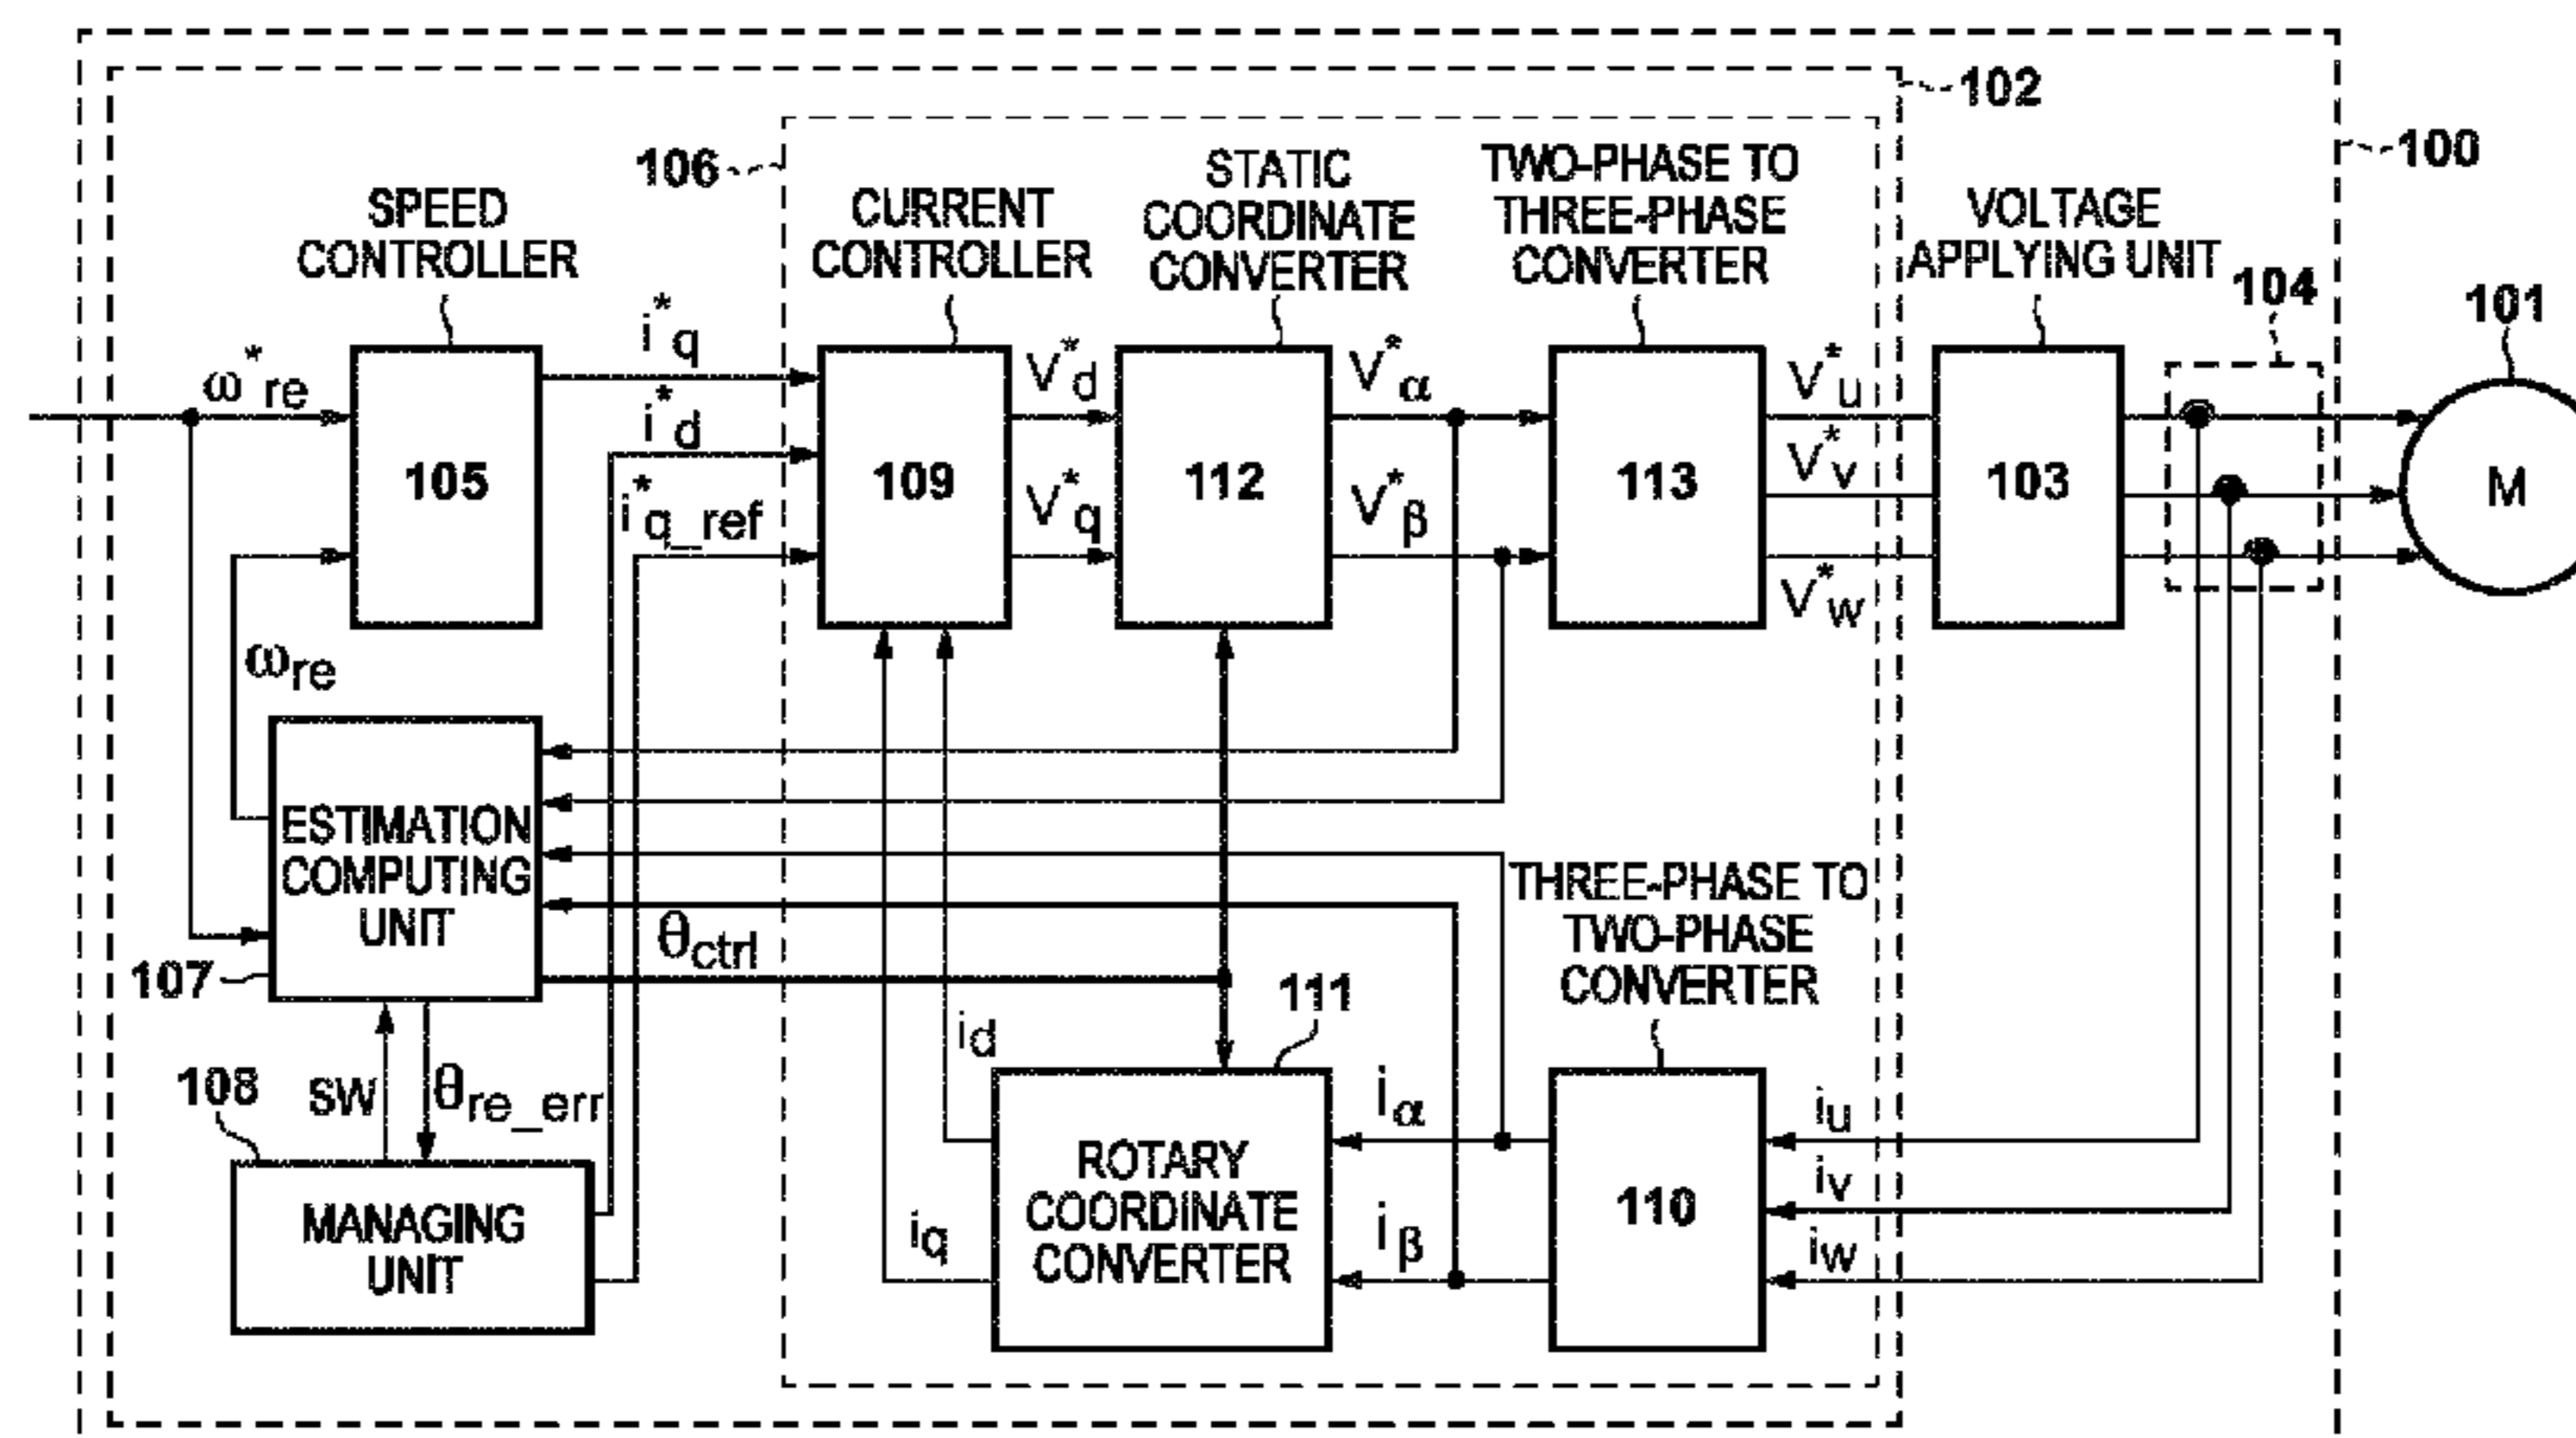 102
106
100
SPEED
CONTROLLER
CURRENT
CONTROLLER
STATIC
COORDINATE
CONVERTER
TWO-PHASE TO
THREE-PHASE
CONVERTER
VOLTAGE
APPLYING UNIT
104
101
ω*re
i*q
i*d
i*q_ref
V*d
V*q
V*α
V*β
V*u
V*v
V*w
105
109
112
113
103
M
ωre
ESTIMATION
COMPUTING
UNIT
107
θctrl
THREE-PHASE TO
TWO-PHASE
CONVERTER
111
108
SW
θre_err
id
iq
iα
iβ
iu
iv
iw
MANAGING
UNIT
ROTARY
COORDINATE
CONVERTER
110